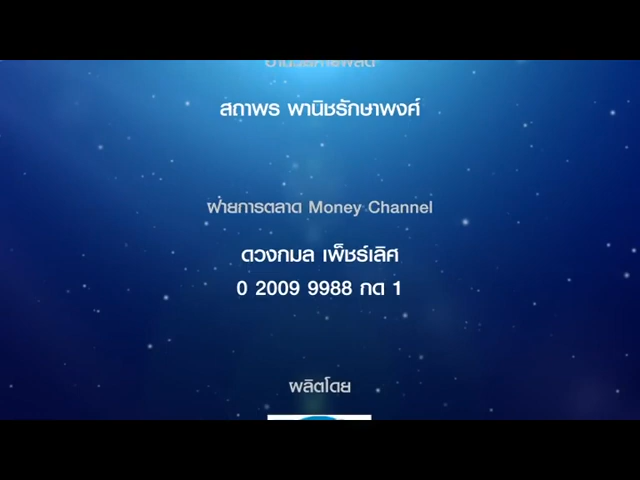 สถาพร พานิชรักษาพงศ์
ฝ่ายการตลาด Money Channel
ดวงกมล เพ็ชร์เลิศ
0 2009 9988 กด 1
ผลิตโดย